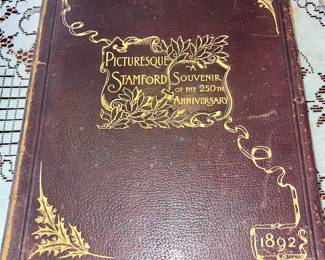 PICTURESQUE
STAMFORD
A
SOUVENIR
OF THE 250TH
ANNIVERSARY
1892